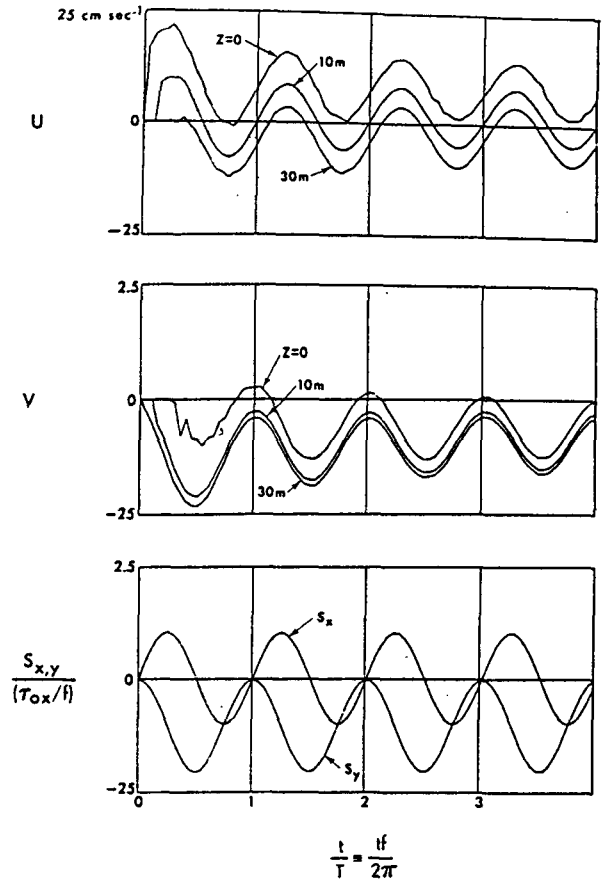 25 cm sec⁻¹
Z=0
10m
U
0
30m
−25
2.5
Z=0
10m
V
0
30m
−25
2.5
Sₓ
Sₓ,ᵧ
(τₒₓ/f)
0
Sᵧ
−25
0 1 2 3
t/T = tf/2π